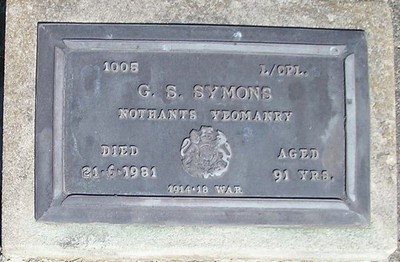 1005 L/CPL.
G. S. SYMONS
NOTHANTS YEOMANRY
DIED AGED
21·6·1981 91 YRS.
1914·18 WAR